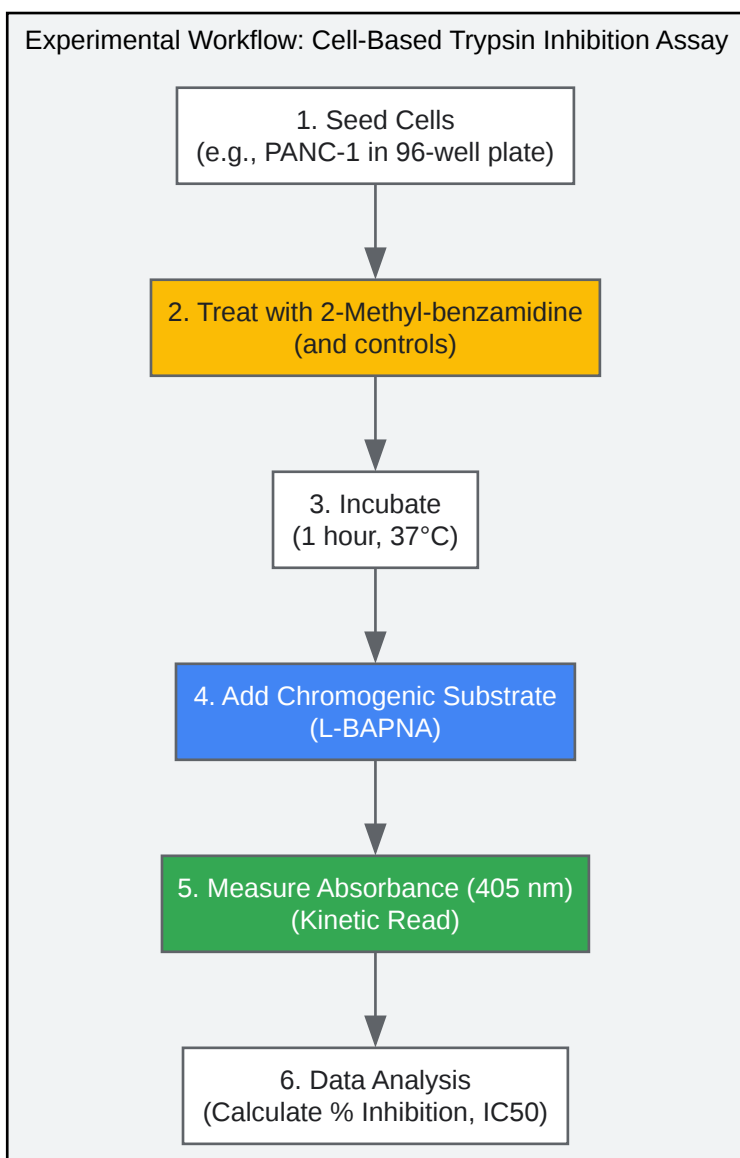 Experimental Workflow: Cell-Based Trypsin Inhibition Assay
1. Seed Cells
(e.g., PANC-1 in 96-well plate)
2. Treat with 2-Methyl-benzamidine
(and controls)
3. Incubate
(1 hour, 37°C)
4. Add Chromogenic Substrate
(L-BAPNA)
5. Measure Absorbance (405 nm)
(Kinetic Read)
6. Data Analysis
(Calculate % Inhibition, IC50)